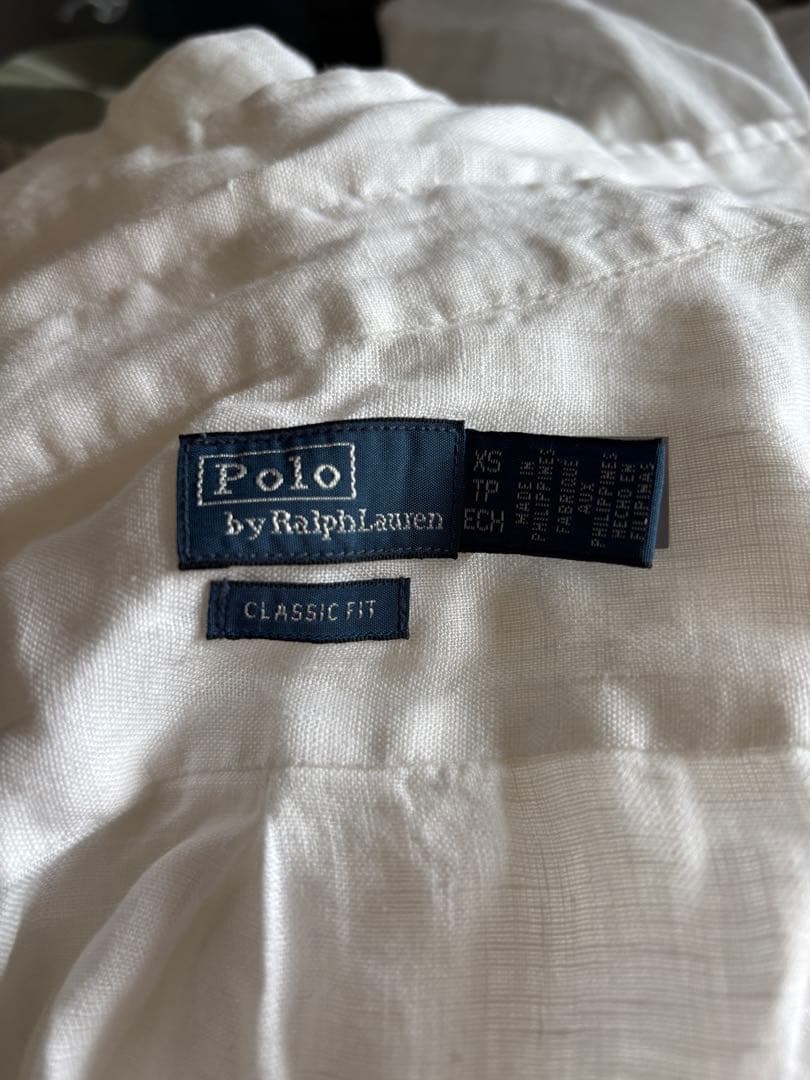 Polo
by Ralph Lauren
XS
TP
ECH
MADE IN
PHILIPPINES
FABRIQUE
AUX
PHILIPPINES
HECHO EN
FILIPINAS
CLASSIC FIT